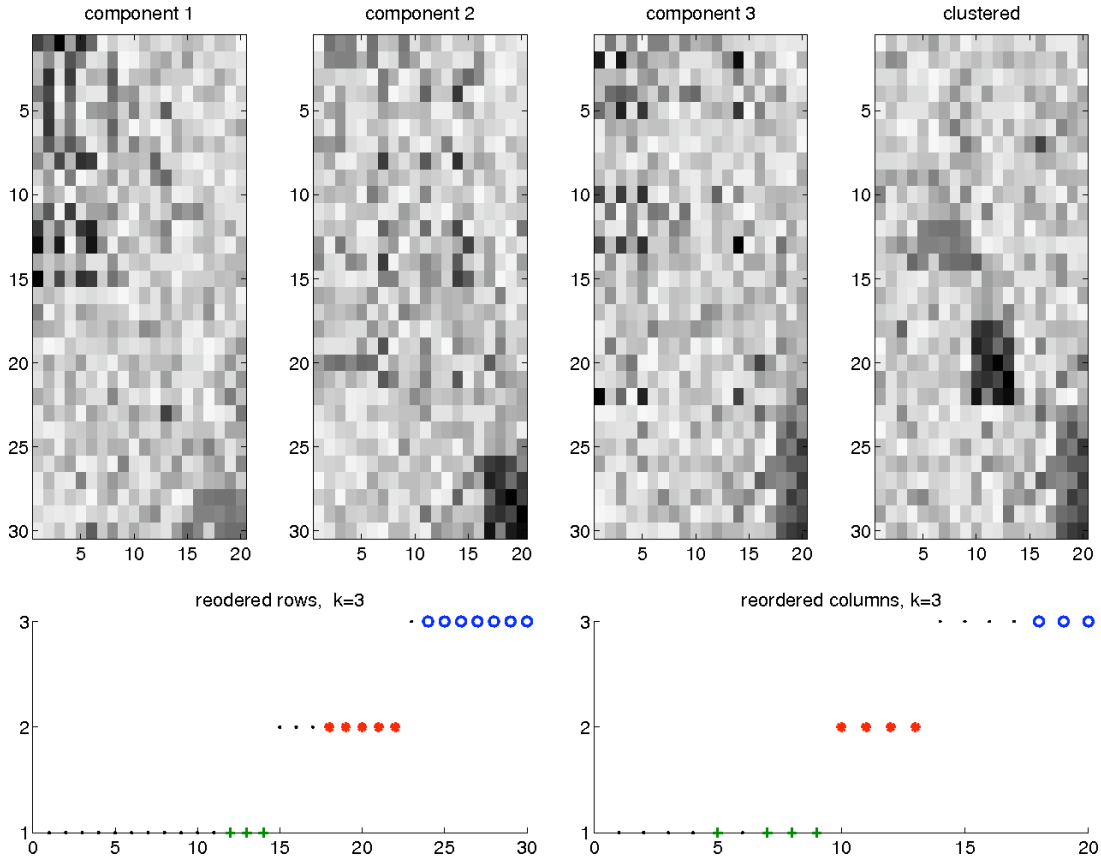 component 1 component 2 component 3 clustered
5 5 5 5
10 10 10 10
15 15 15 15
20 20 20 20
25 25 25 25
30 30 30 30
5 10 15 20 5 10 15 20 5 10 15 20 5 10 15 20
reodered rows, k=3 reordered columns, k=3
3 3
2 2
1 1
0 5 10 15 20 25 30 0 5 10 15 20